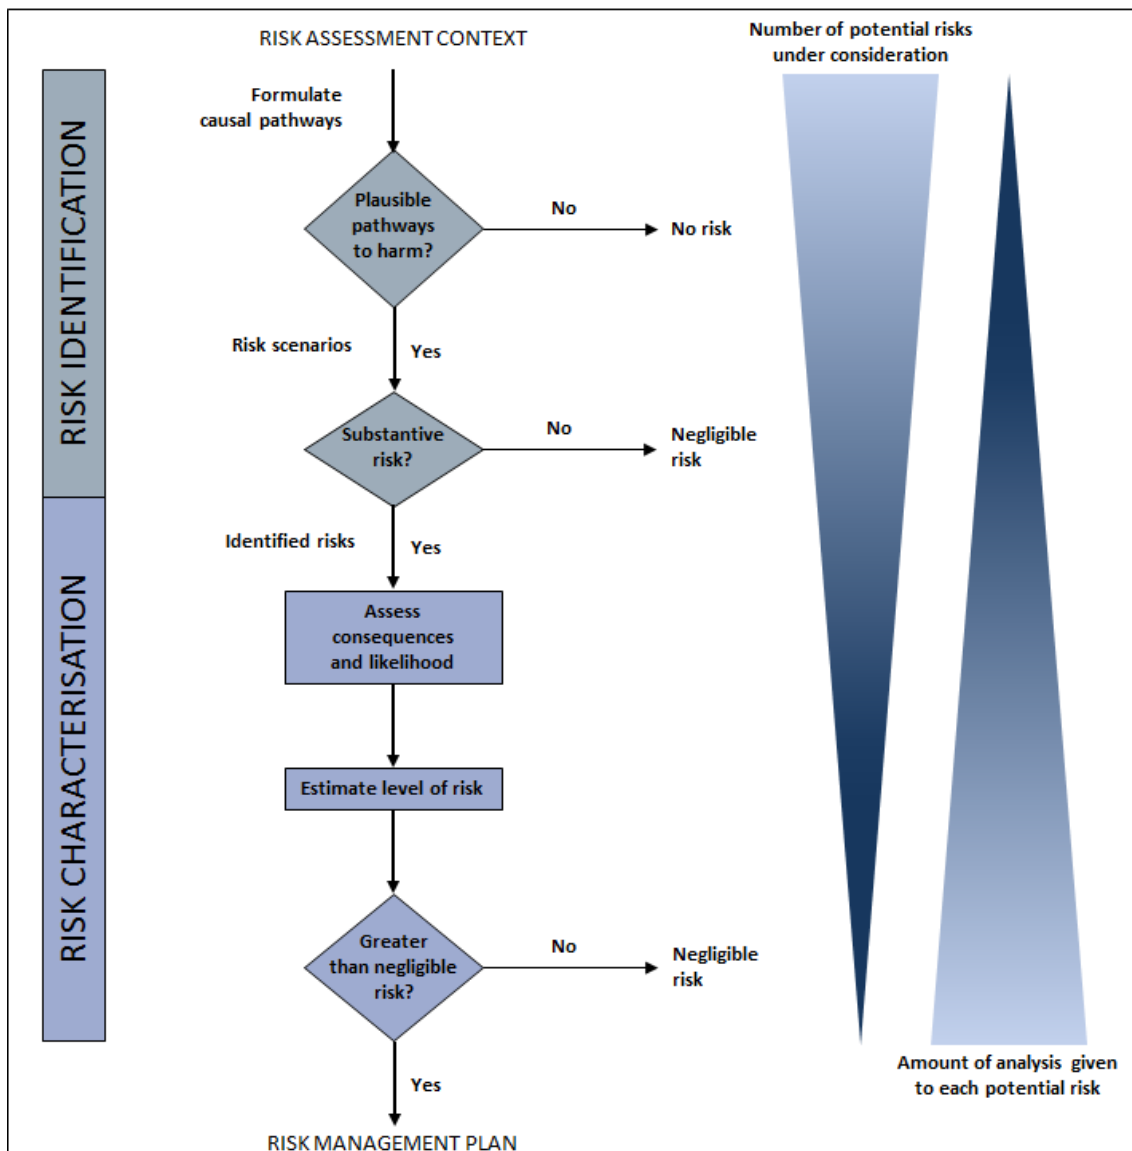 RISK ASSESSMENT CONTEXT
Number of potential risks
under consideration
RISK IDENTIFICATION
Formulate
causal pathways
Plausible
pathways
to harm?
No
No risk
Risk scenarios
Yes
Substantive
risk?
No
Negligible
risk
RISK CHARACTERISATION
Identified risks
Yes
Assess
consequences
and likelihood
Estimate level of risk
Greater
than negligible
risk?
No
Negligible
risk
Amount of analysis given
to each potential risk
Yes
RISK MANAGEMENT PLAN